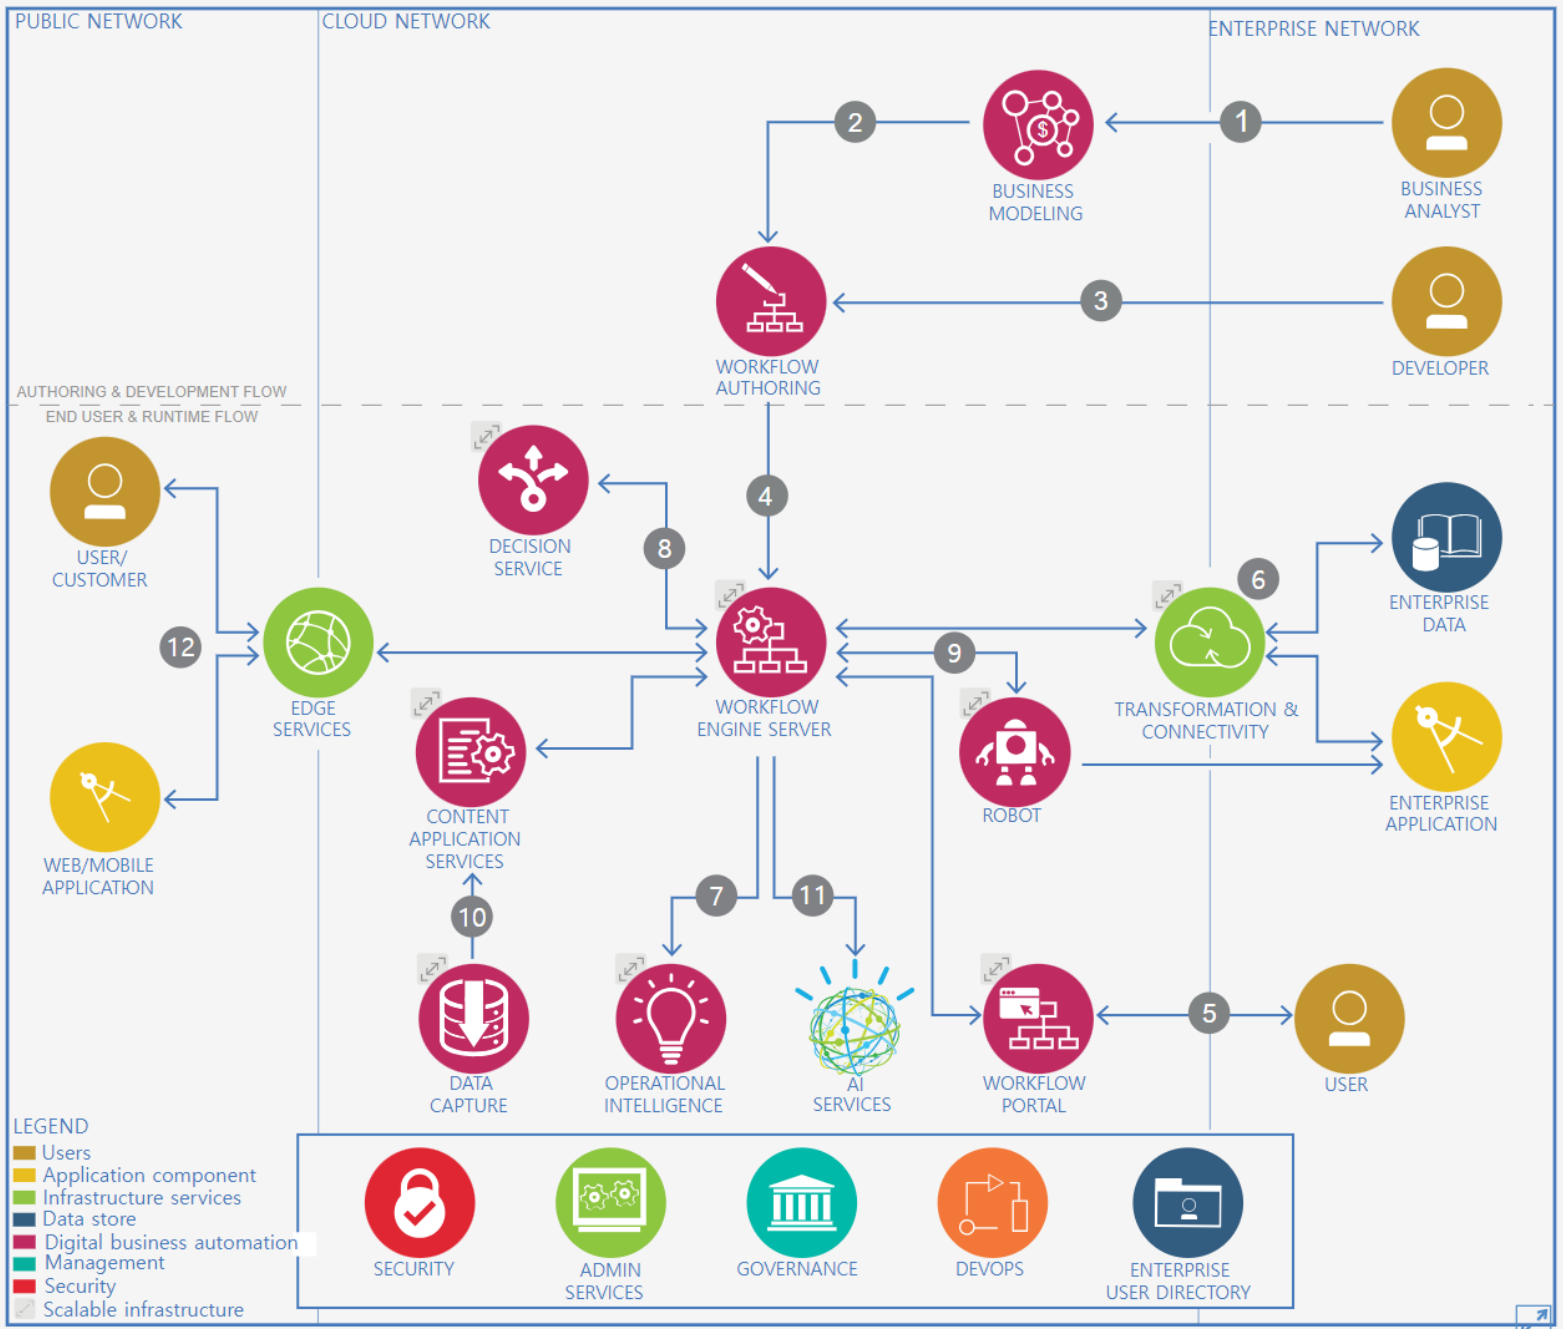 PUBLIC NETWORK
CLOUD NETWORK
ENTERPRISE NETWORK
2
1
$
BUSINESS
MODELING
BUSINESS
ANALYST
3
WORKFLOW
AUTHORING
DEVELOPER
AUTHORING & DEVELOPMENT FLOW
END USER & RUNTIME FLOW
4
8
DECISION
SERVICE
USER/
CUSTOMER
6
ENTERPRISE
DATA
12
9
EDGE
SERVICES
WORKFLOW
ENGINE SERVER
TRANSFORMATION &
CONNECTIVITY
CONTENT
APPLICATION
SERVICES
ROBOT
ENTERPRISE
APPLICATION
WEB/MOBILE
APPLICATION
7
11
10
5
DATA
CAPTURE
OPERATIONAL
INTELLIGENCE
AI
SERVICES
WORKFLOW
PORTAL
USER
LEGEND
Users
Application component
Infrastructure services
Data store
Digital business automation
Management
Security
Scalable infrastructure
SECURITY
ADMIN
SERVICES
GOVERNANCE
DEVOPS
ENTERPRISE
USER DIRECTORY